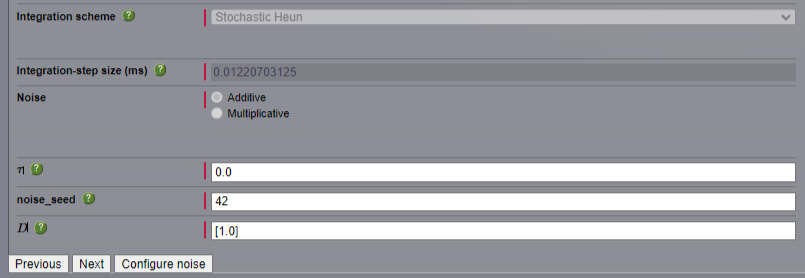 Integration scheme ?
Stochastic Heun
Integration-step size (ms) ?
0.01220703125
Noise
Additive
Multiplicative
τ ?
0.0
noise_seed ?
42
D ?
[1.0]
Previous Next Configure noise